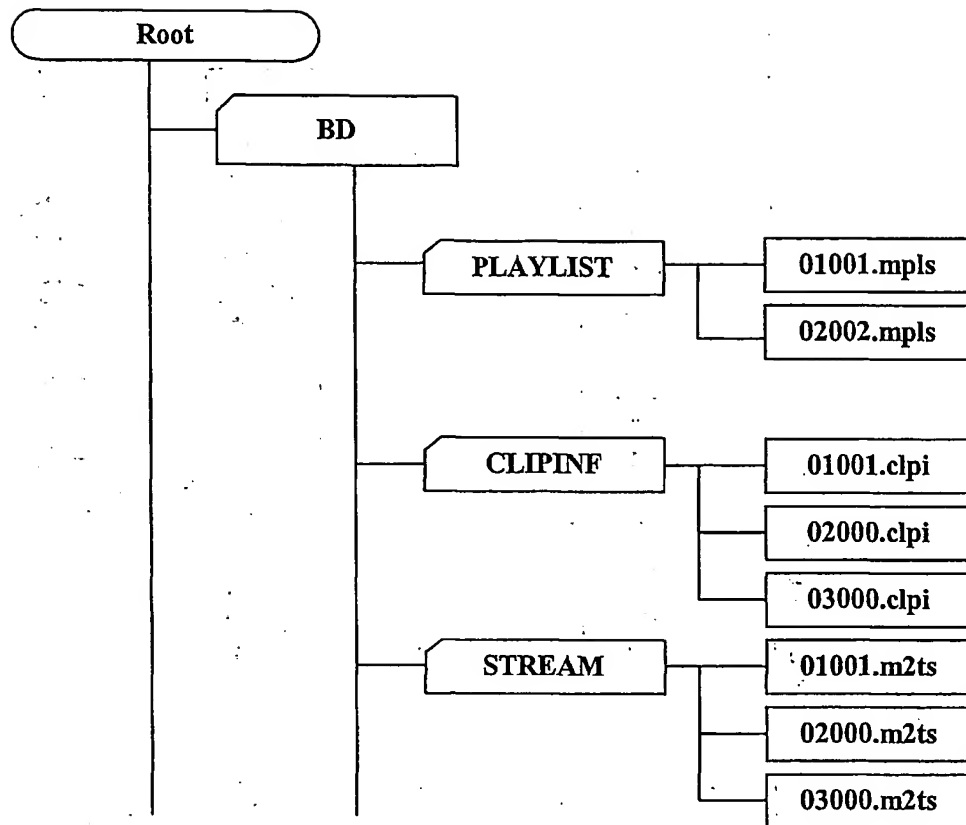 Root
BD
PLAYLIST
01001.mpls
02002.mpls
CLIPINF
01001.clpi
02000.clpi
03000.clpi
STREAM
01001.m2ts
02000.m2ts
03000.m2ts